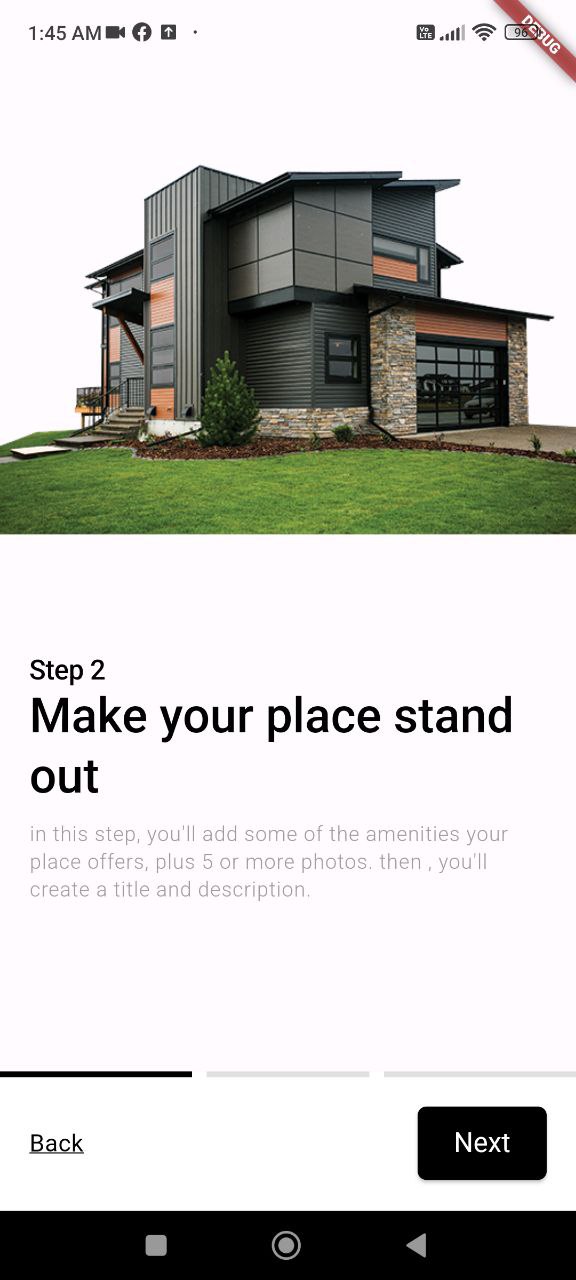 1:45 AM
Vo
LTE
96
DEBUG
Step 2
Make your place stand
out
in this step, you'll add some of the amenities your
place offers, plus 5 or more photos. then , you'll
create a title and description.
Back
Next